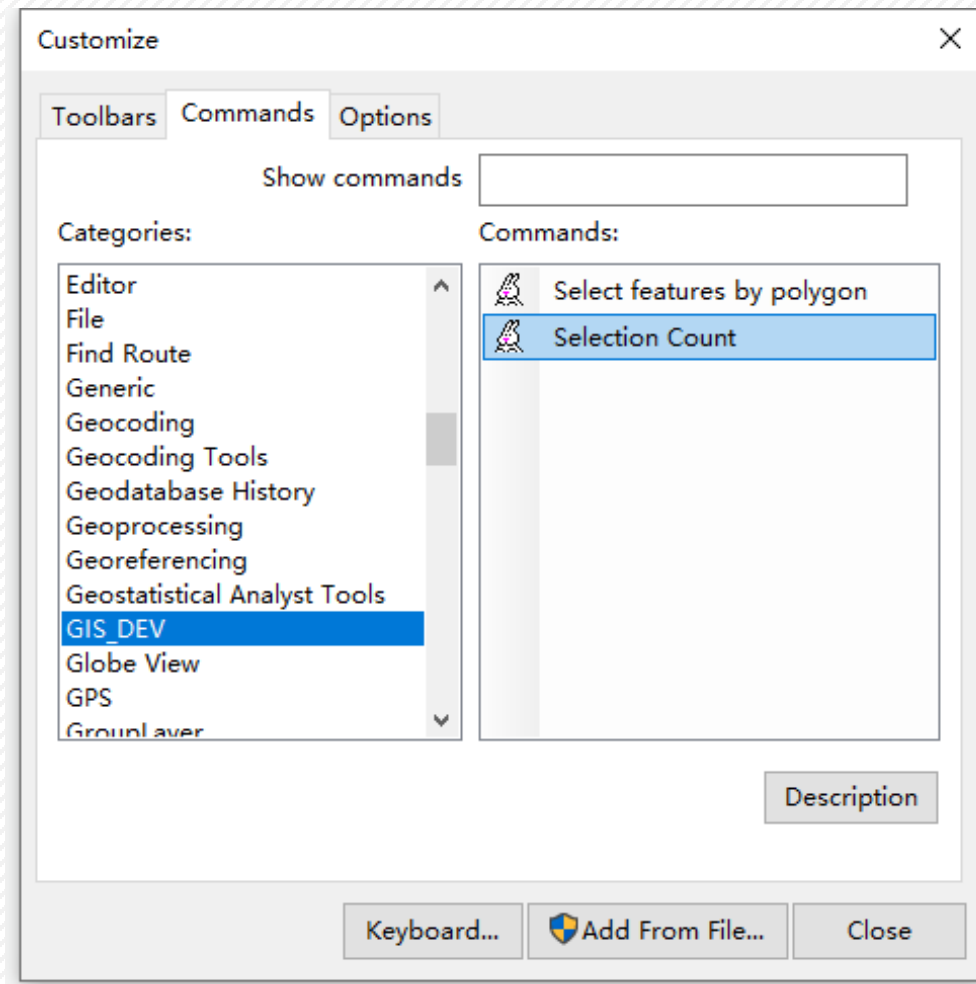 Customize
Toolbars Commands Options
Show commands
Categories:
Commands:
Editor
File
Find Route
Generic
Geocoding
Geocoding Tools
Geodatabase History
Geoprocessing
Georeferencing
Geostatistical Analyst Tools
GIS_DEV
Globe View
GPS
GroupLayer
Select features by polygon
Selection Count
Description
Keyboard... Add From File... Close